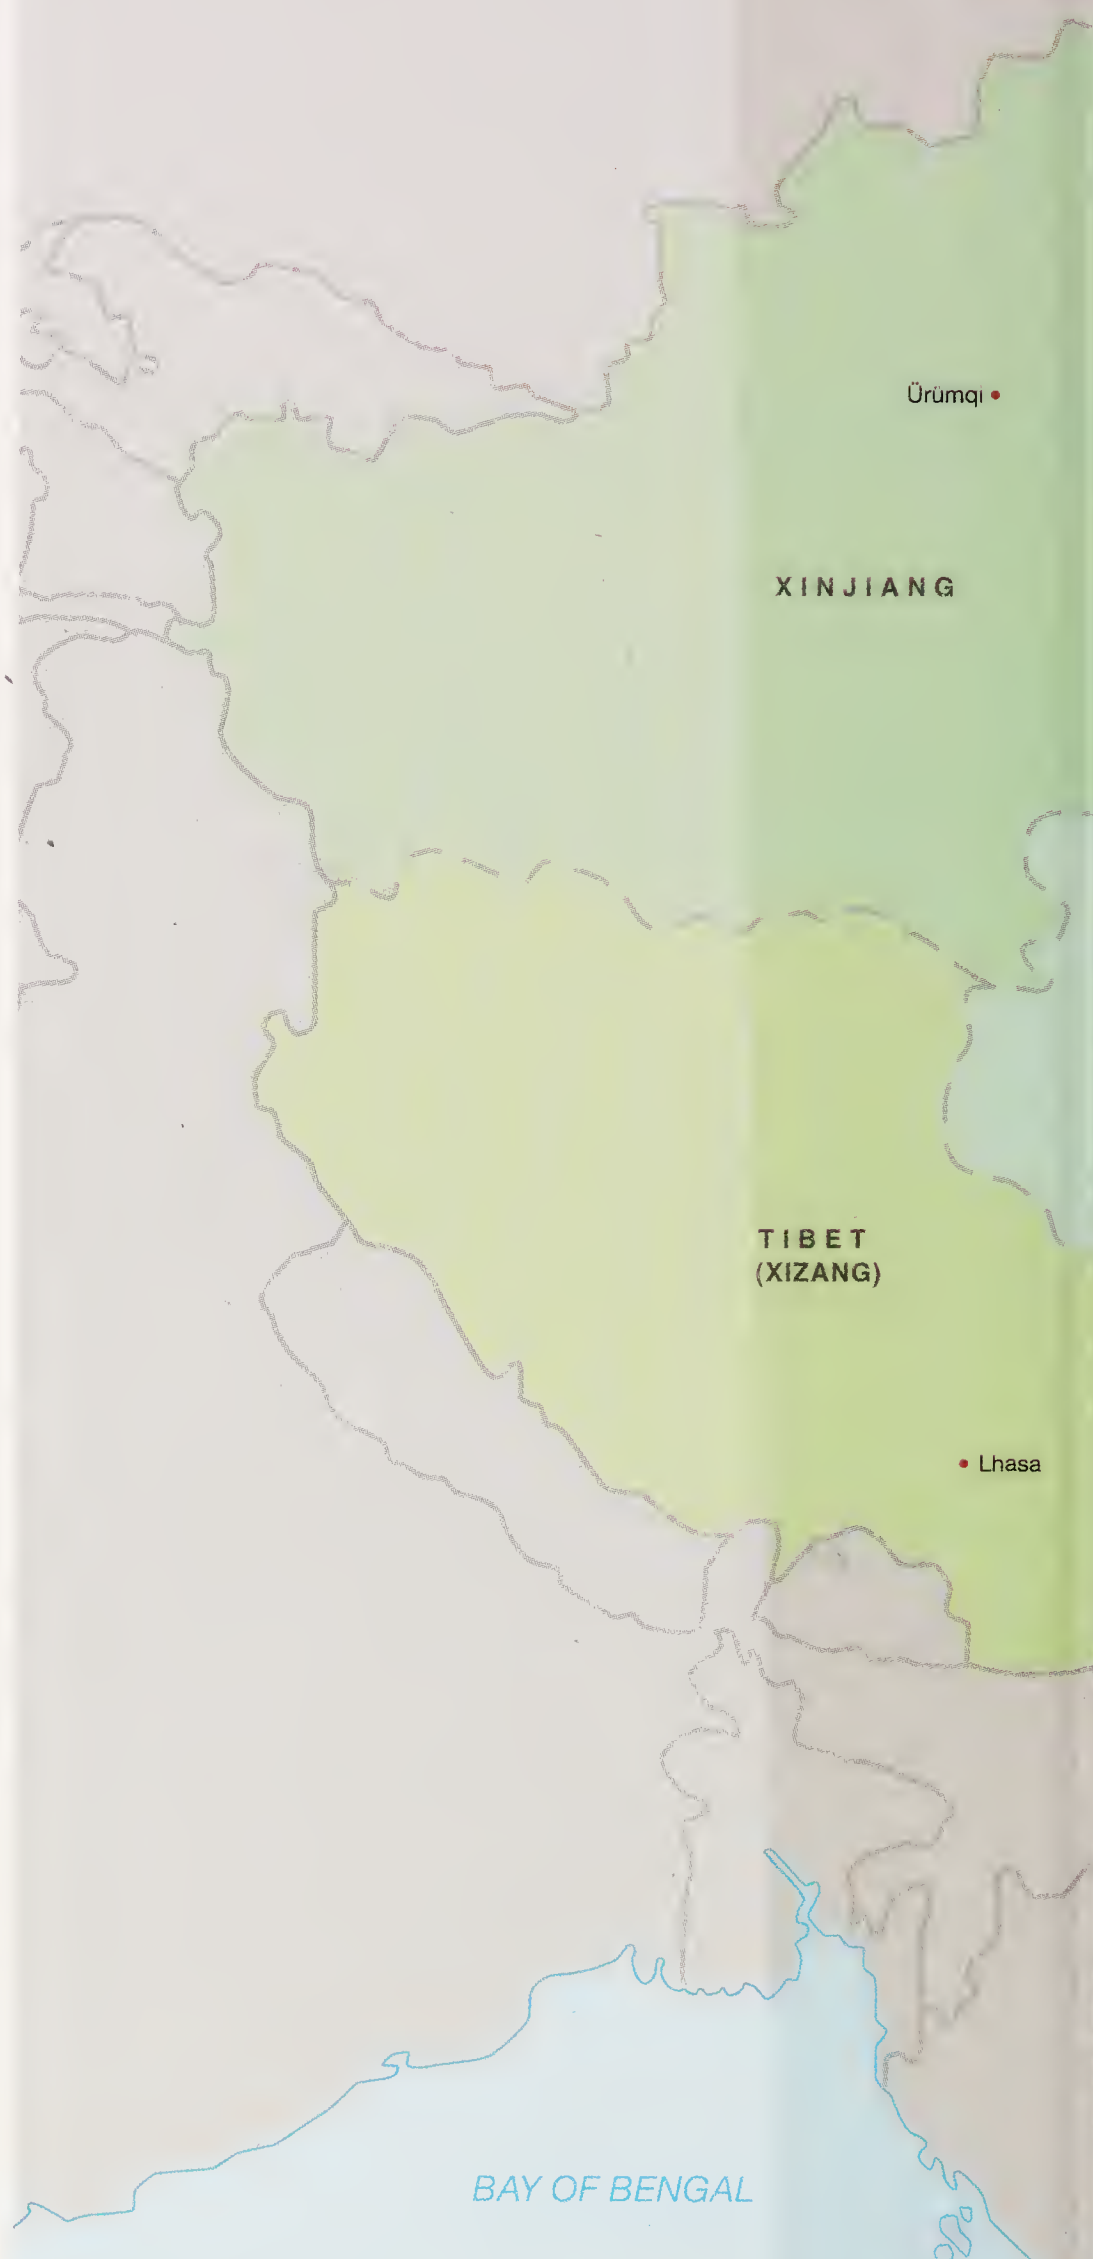 Ürümqi
XINJIANG
TIBET
(XIZANG)
Lhasa
BAY OF BENGAL